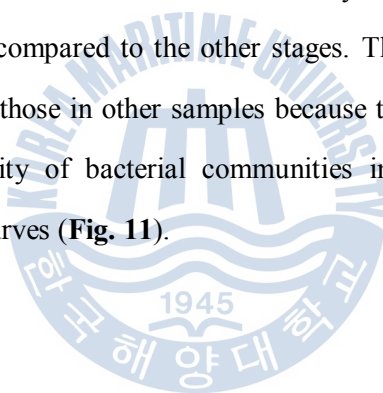 compared to the other stages. Th
those in other samples because t
ity of bacterial communities in
rves (Fig. 11).
KOREA MARITIME UNIVERSITY
1945
한국해양대학교